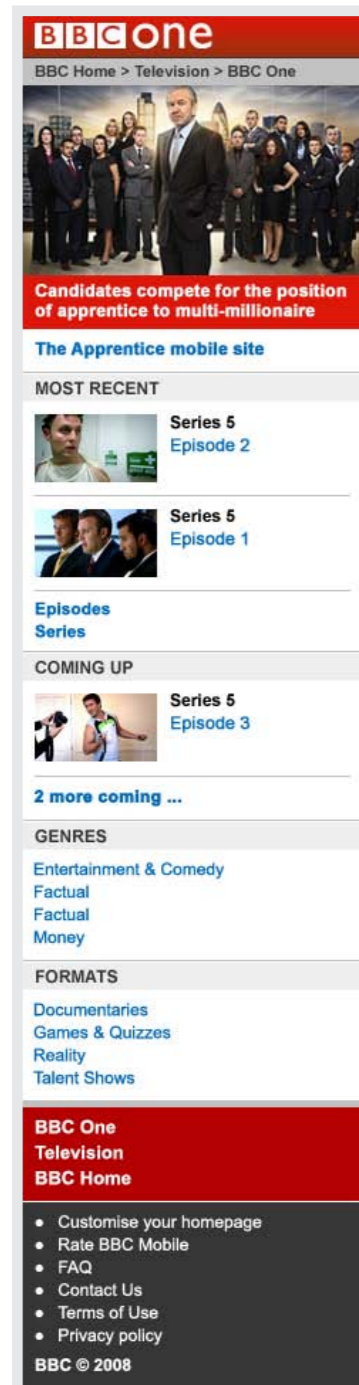 BBC one
BBC Home > Television > BBC One
Candidates compete for the position
of apprentice to multi-millionaire
The Apprentice mobile site
MOST RECENT
Series 5
Episode 2
Series 5
Episode 1
Episodes
Series
COMING UP
Series 5
Episode 3
2 more coming ...
GENRES
Entertainment & Comedy
Factual
Factual
Money
FORMATS
Documentaries
Games & Quizzes
Reality
Talent Shows
BBC One
Television
BBC Home
• Customise your homepage
• Rate BBC Mobile
• FAQ
• Contact Us
• Terms of Use
• Privacy policy
BBC © 2008